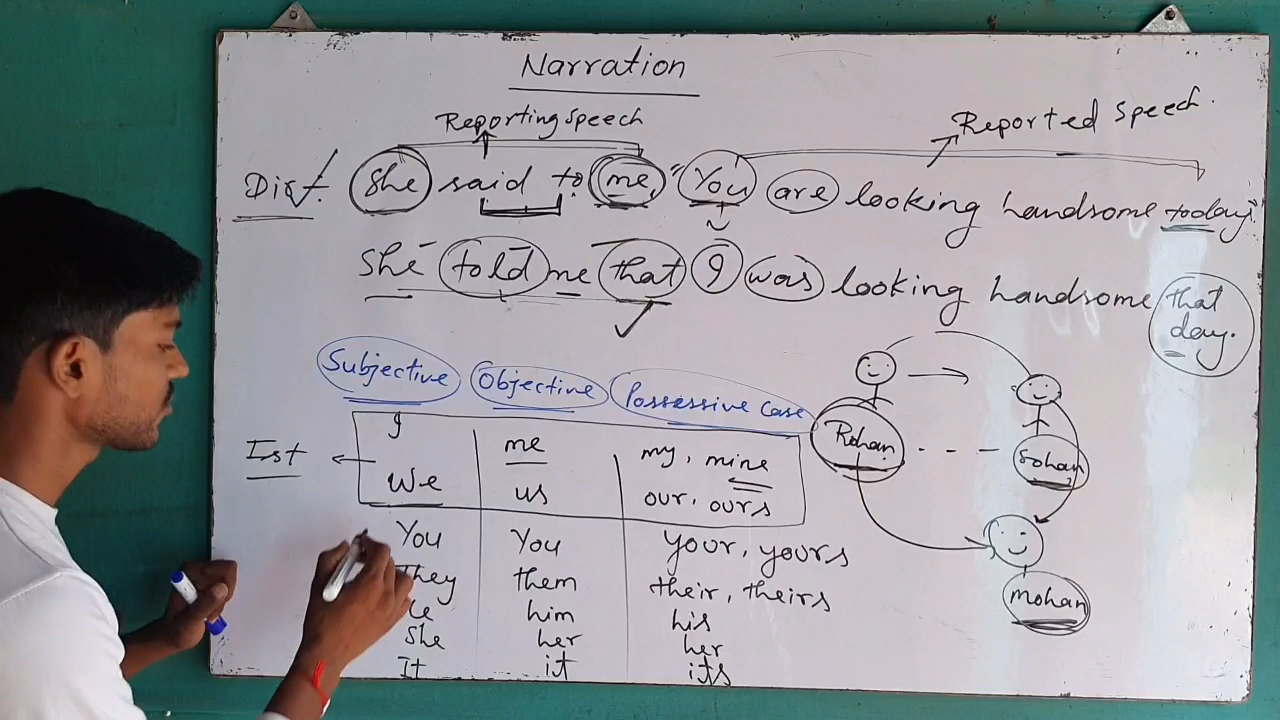 Narration
Reporting speech
Reported speech.
She said to me, "You are looking handsome today."
She told me that I was looking handsome that
day.
Subjective Objective Possessive Case
I me my, mine
Ist
We us our, ours
You You your, yours
They them their, theirs
him his
She her her
It it its
Rohan
Sohan
mohan